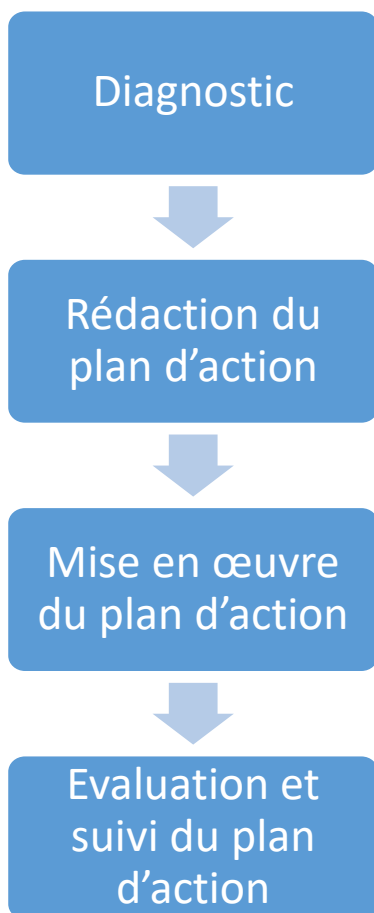 Diagnostic
Rédaction du
plan d’action
Mise en œuvre
du plan d’action
Evaluation et
suivi du plan
d’action